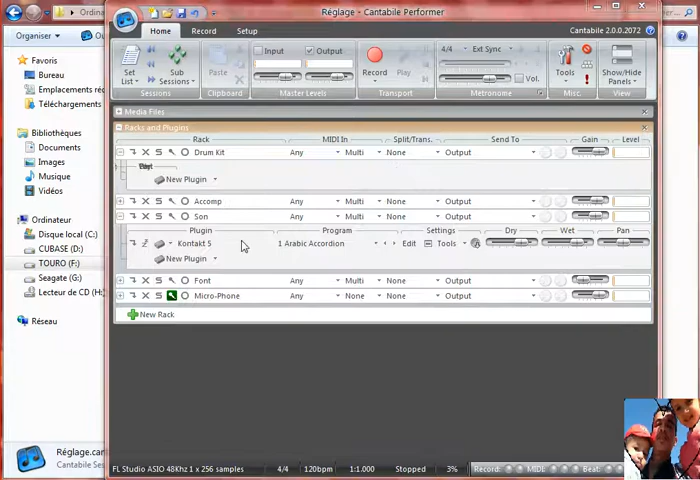 Réglage - Cantabile Performer
Organiser
Home
Record
Setup
Cantabile 2.0.0.2072
Favoris
Bureau
Emplacements ré
Téléchargements
Bibliothèques
Documents
Images
Musique
Vidéos
Ordinateur
Disque local (C:)
CUBASE (D:)
TOURO (F:)
Seagate (G:)
Lecteur de CD (H:
Réseau
Set List
Sub Sessions
Sessions
Paste
Clipboard
Input
Output
Master Levels
Record
Play
Transport
4/4
Ext Sync
Vol.
Metronome
Tools
Misc.
Show/Hide Panels
View
Media Files
Racks and Plugins
Rack MIDI In Split/Trans. Send To Gain Level
Drum Kit Any Multi None Output
New Plugin
Accomp Any Multi None Output
Son Any Multi None Output
Plugin Program Settings Dry Wet Pan
Kontakt 5 1 Arabic Accordion Edit Tools
New Plugin
Font Any Multi None Output
Micro-Phone Any None None Output
New Rack
Réglage.can
Cantabile Ses
FL Studio ASIO 48Khz 1 x 256 samples 4/4 120bpm 1:1.000 Stopped 3% Record: MIDI: Beat: